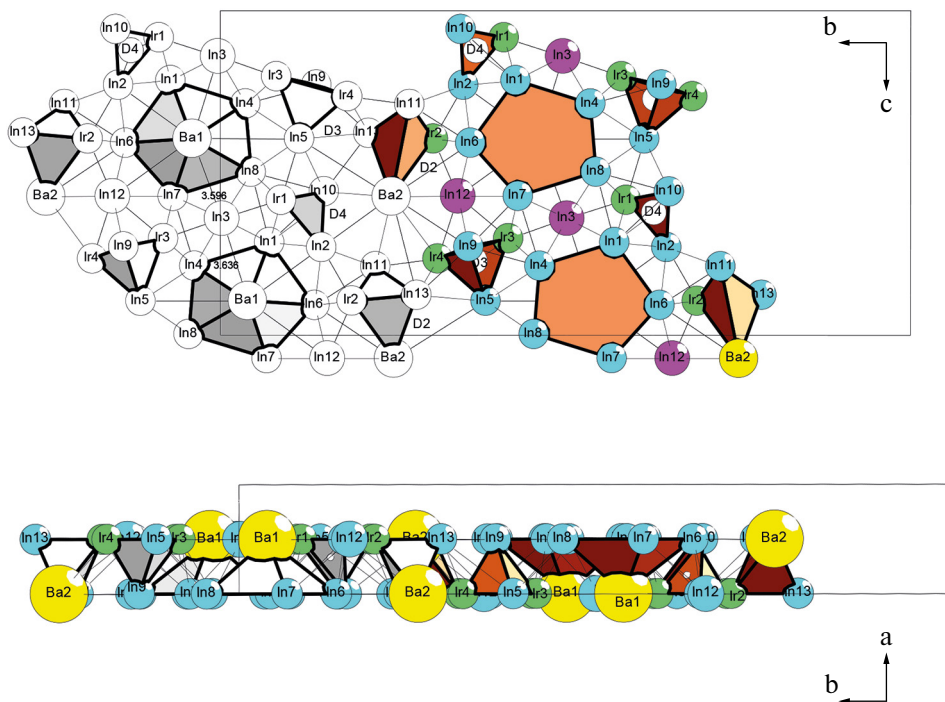 In10 D4 Ir1 In3 In10 D4 Ir1 In3 b
c
In2 In1 Ir3 In9 In2 In1 Ir3 In9
In11 In4 Ir4 In11 In4 Ir4
In13 Ir2 In6 Ba1 In5 D3 Ir2 In6 In5
In8 D2 In8
Ba2 In12 In7 3.596 Ir1 In10 Ba2 In12 In7 Ir1 In10
In3 D4 In3 D4
In9 Ir3 In1 In2 In9 Ir3 In1 In2
Ir4 In4 3.636 In11 Ir4 D3 In4 In11
In5 Ba1 In6 Ir2 In13 In5 In6 Ir2 In13
In8 D2 In8
In7 In12 Ba2 In7 In12 Ba2
In13 Ir4 12 In5 Ir3 Ba1 Ba1 In12 Ir2 Ba2 In13 In9 In8 In7 In6 Ba2
Ba2 In9 In8 In7 In6 Ba2 Ir4 In5 Ir3 Ba1 Ba1 In12 Ir2 In13
a
b